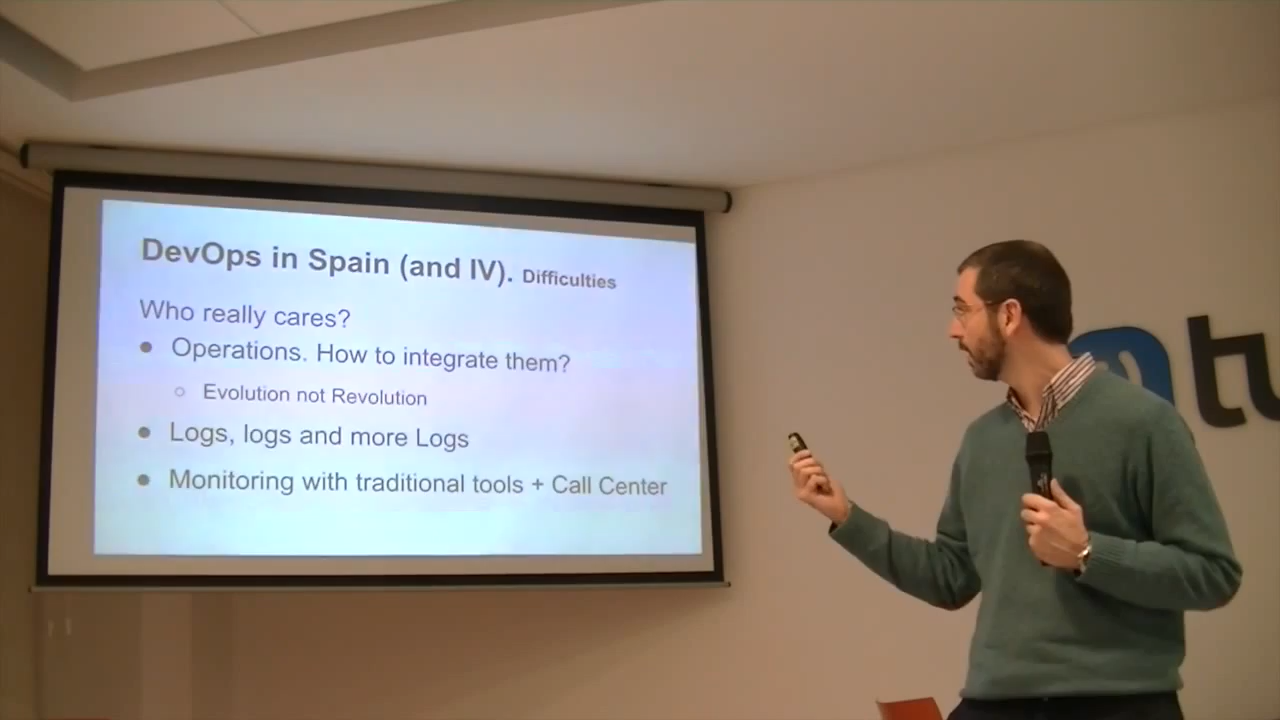 DevOps in Spain (and IV). Difficulties
Who really cares?
Operations. How to integrate them?
Evolution not Revolution
Logs, logs and more Logs
Monitoring with traditional tools + Call Center